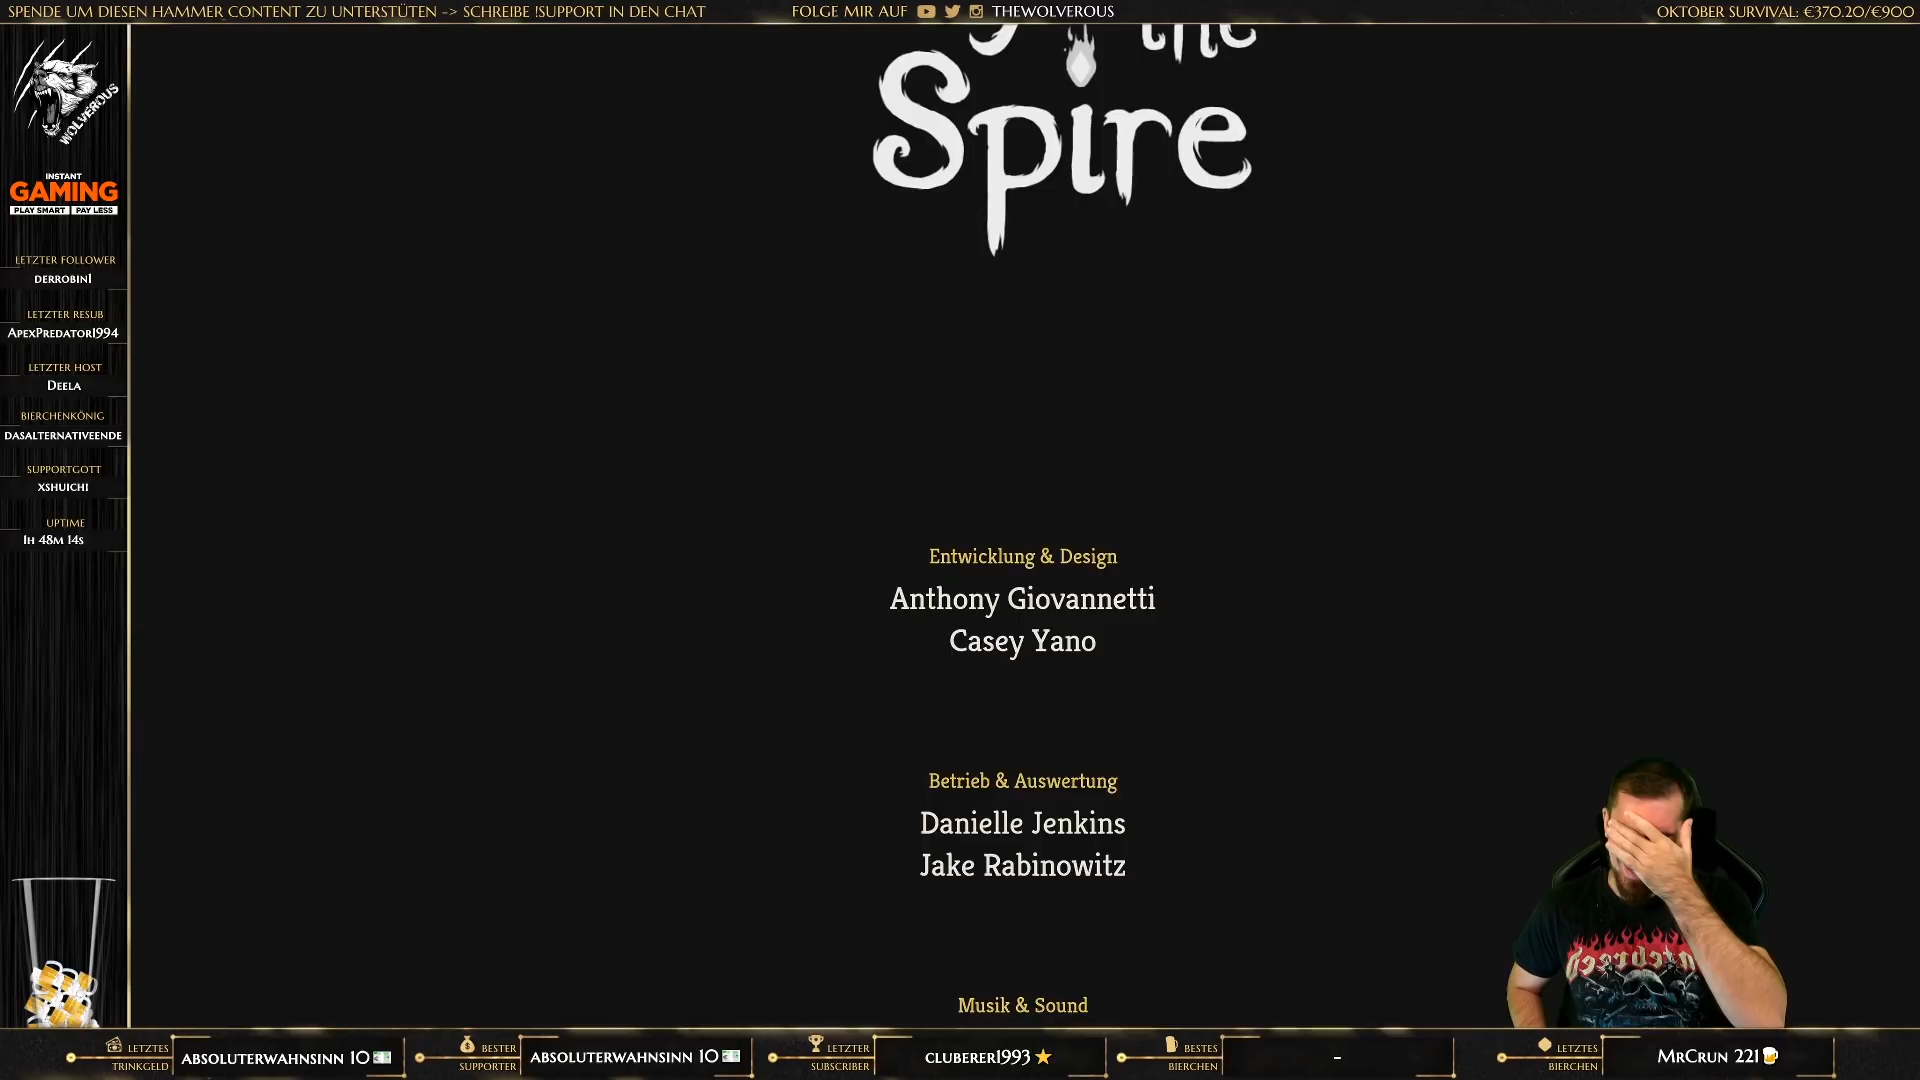 SPENDE UM DIESEN HAMMER CONTENT ZU UNTERSTÜTEN -> SCHREIBE !SUPPORT IN DEN CHAT
FOLGE MIR AUF THEWOLVEROUS
OKTOBER SURVIVAL: €370.20/€900
the
Spire
WOLVEROUS
INSTANT
GAMING
PLAY SMART | PAY LESS
LETZTER FOLLOWER
DERROBIN1
LETZTER RESUB
APEXPREDATOR1994
LETZTER HOST
DEELA
BIERCHENKÖNIG
DASALTERNATIVEENDE
SUPPORTGOTT
XSHUICHI
UPTIME
1H 48M 14S
Entwicklung & Design
Anthony Giovannetti
Casey Yano
Betrieb & Auswertung
Danielle Jenkins
Jake Rabinowitz
Musik & Sound
LETZTES
TRINKGELD
ABSOLUTERWAHNSINN 10
BESTER
SUPPORTER
ABSOLUTERWAHNSINN 10
LETZTER
SUBSCRIBER
CLUBERER1993
BESTES
BIERCHEN
-
LETZTES
BIERCHEN
MRCRUN 221